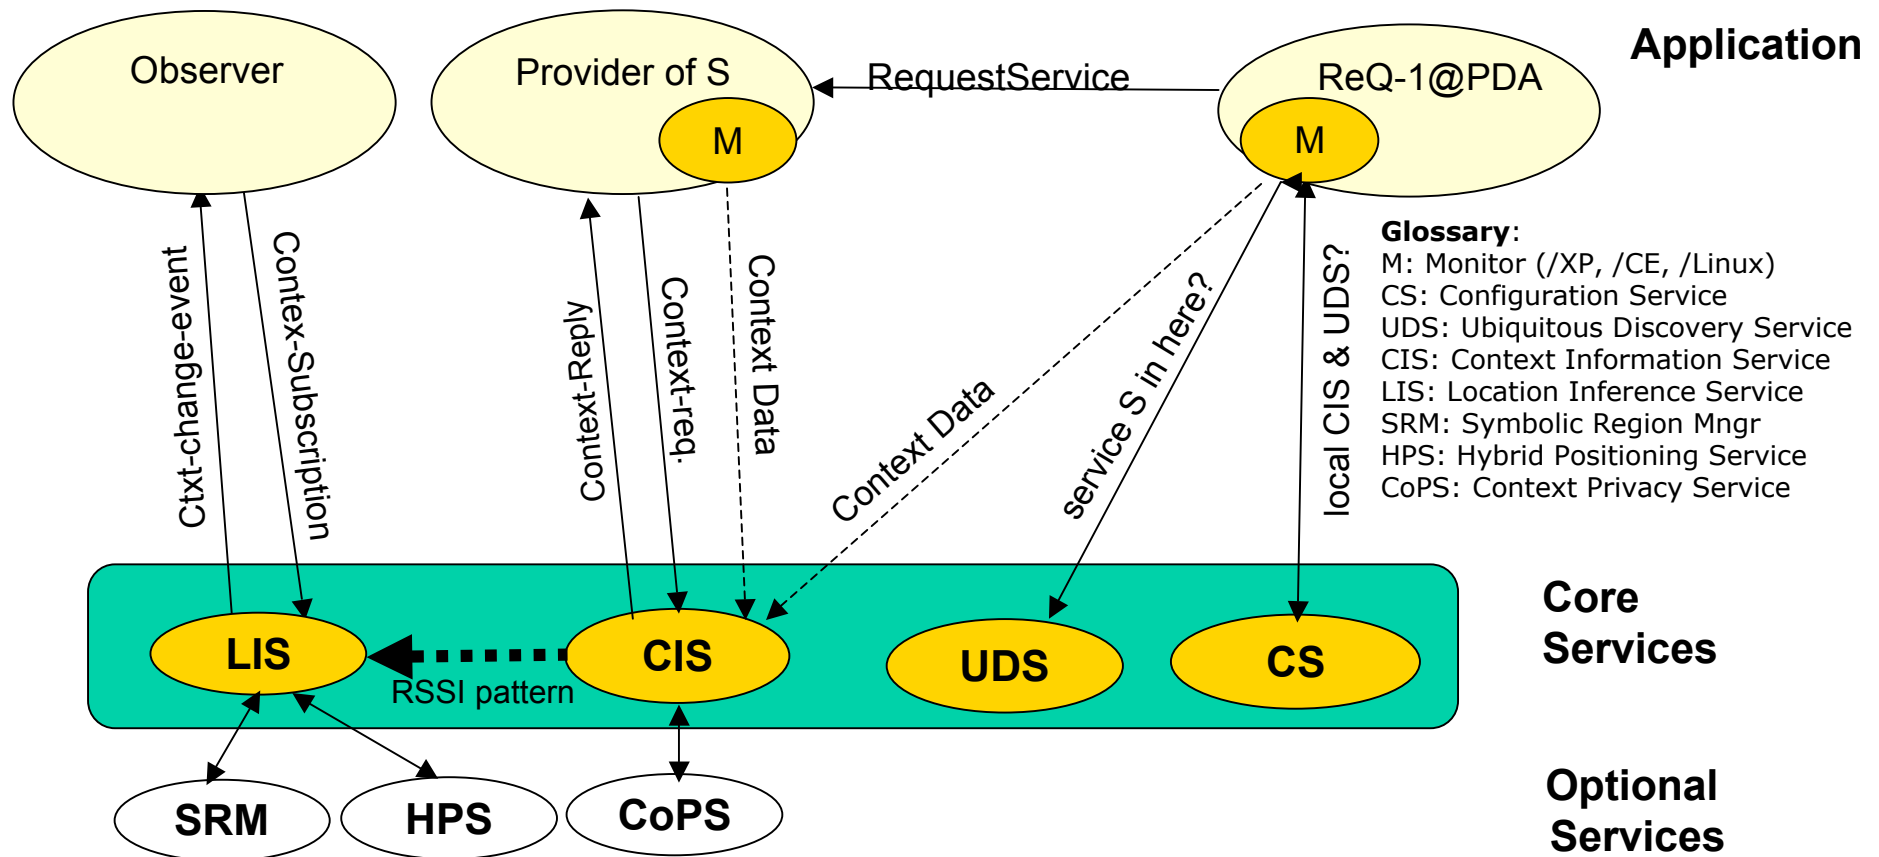 Application
Observer
Provider of S
RequestService
ReQ-1@PDA
M
M
Ctxt-change-event
Contex-Subscription
Context-Reply
Context-req.
Context Data
Context Data
service S in here?
local CIS & UDS?
Glossary:
M: Monitor (/XP, /CE, /Linux)
CS: Configuration Service
UDS: Ubiquitous Discovery Service
CIS: Context Information Service
LIS: Location Inference Service
SRM: Symbolic Region Mngr
HPS: Hybrid Positioning Service
CoPS: Context Privacy Service
Core
Services
LIS
RSSI pattern
CIS
UDS
CS
Optional
Services
SRM
HPS
CoPS